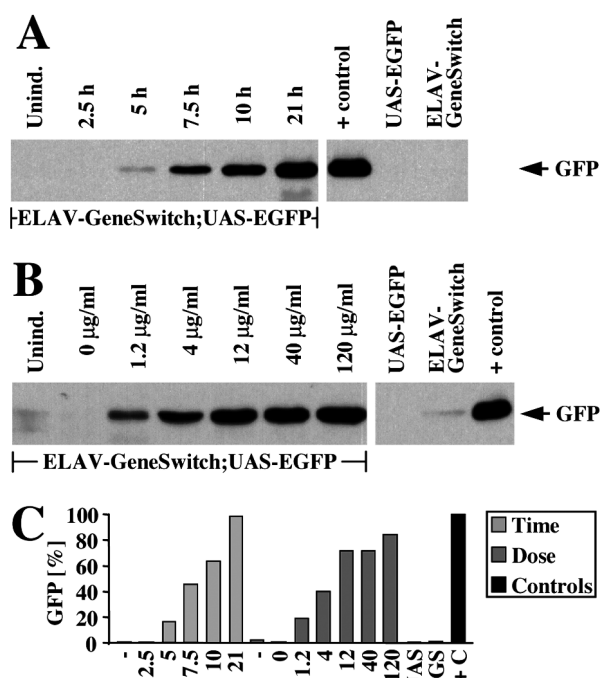 A
Unind.
2.5 h
5 h
7.5 h
10 h
21 h
+ control
UAS-EGFP
ELAV-
GeneSwitch
GFP
ELAV-GeneSwitch;UAS-EGFP
B
Unind.
0 µg/ml
1.2 µg/ml
4 µg/ml
12 µg/ml
40 µg/ml
120 µg/ml
UAS-EGFP
ELAV-
GeneSwitch
+ control
GFP
ELAV-GeneSwitch;UAS-EGFP
C
GFP [%]
100
80
60
40
20
0
- 2.5 5 7.5 10 21 - 0 1.2 4 12 40 120 GS + C
Time
Dose
Controls